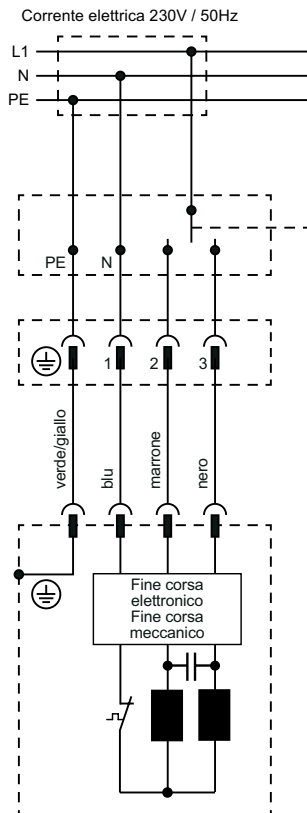 Corrente elettrica 230V / 50Hz
L1
N
PE
PE
N
1
2
3
verde/giallo
blu
marrone
nero
Fine corsa
elettronico
Fine corsa
meccanico